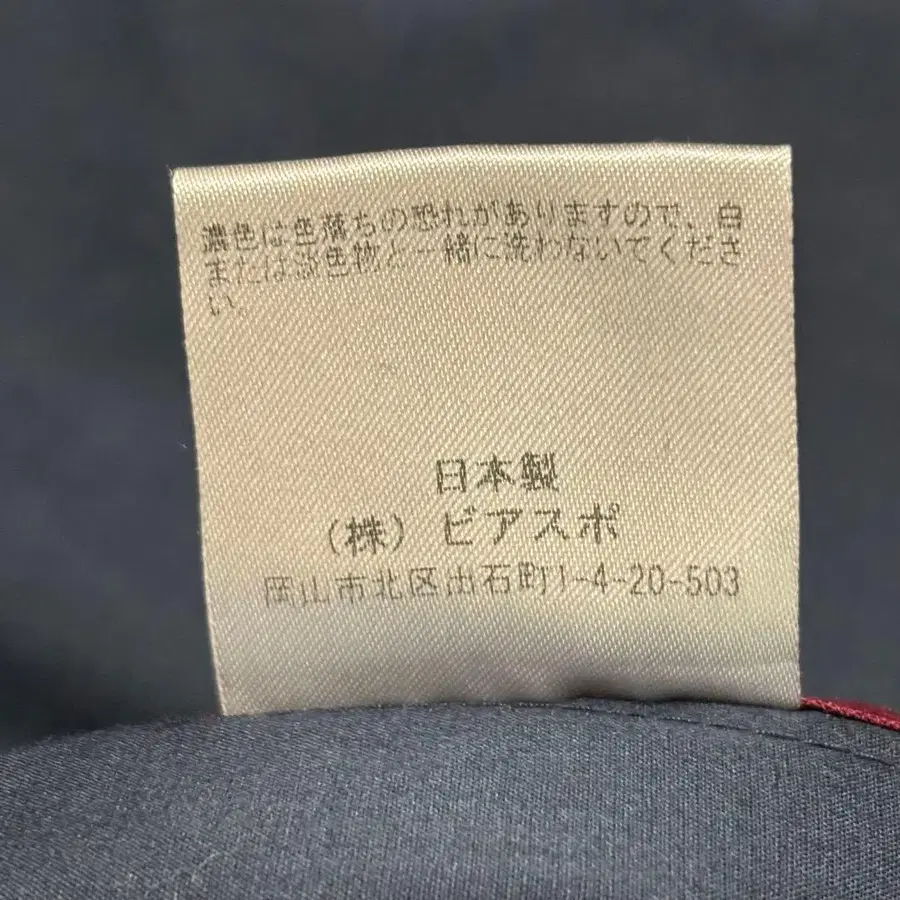 濃色は色落ちの恐れがありますので、白
または淡色物と一緒に洗わないでくださ
い.
日本製
(株) ビアスポ
岡山市北区出石町1-4-20-503